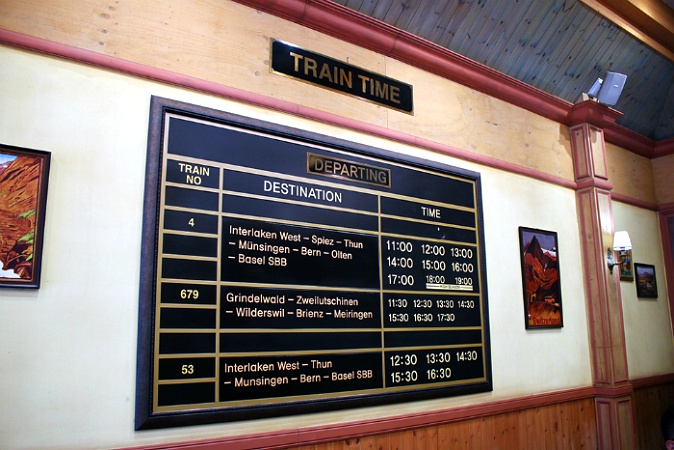 TRAIN TIME
DEPARTING
TRAIN NO
DESTINATION
TIME
4
Interlaken West – Spiez – Thun
– Münsingen – Bern – Olten
– Basel SBB
11:00 12:00 13:00
14:00 15:00 16:00
17:00 18:00 19:00
679
Grindelwald – Zweilutschinen
– Wilderswil – Brienz – Meiringen
11:30 12:30 13:30 14:30
15:30 16:30 17:30
53
Interlaken West – Thun
– Munsingen – Bern – Basel SBB
12:30 13:30 14:30
15:30 16:30